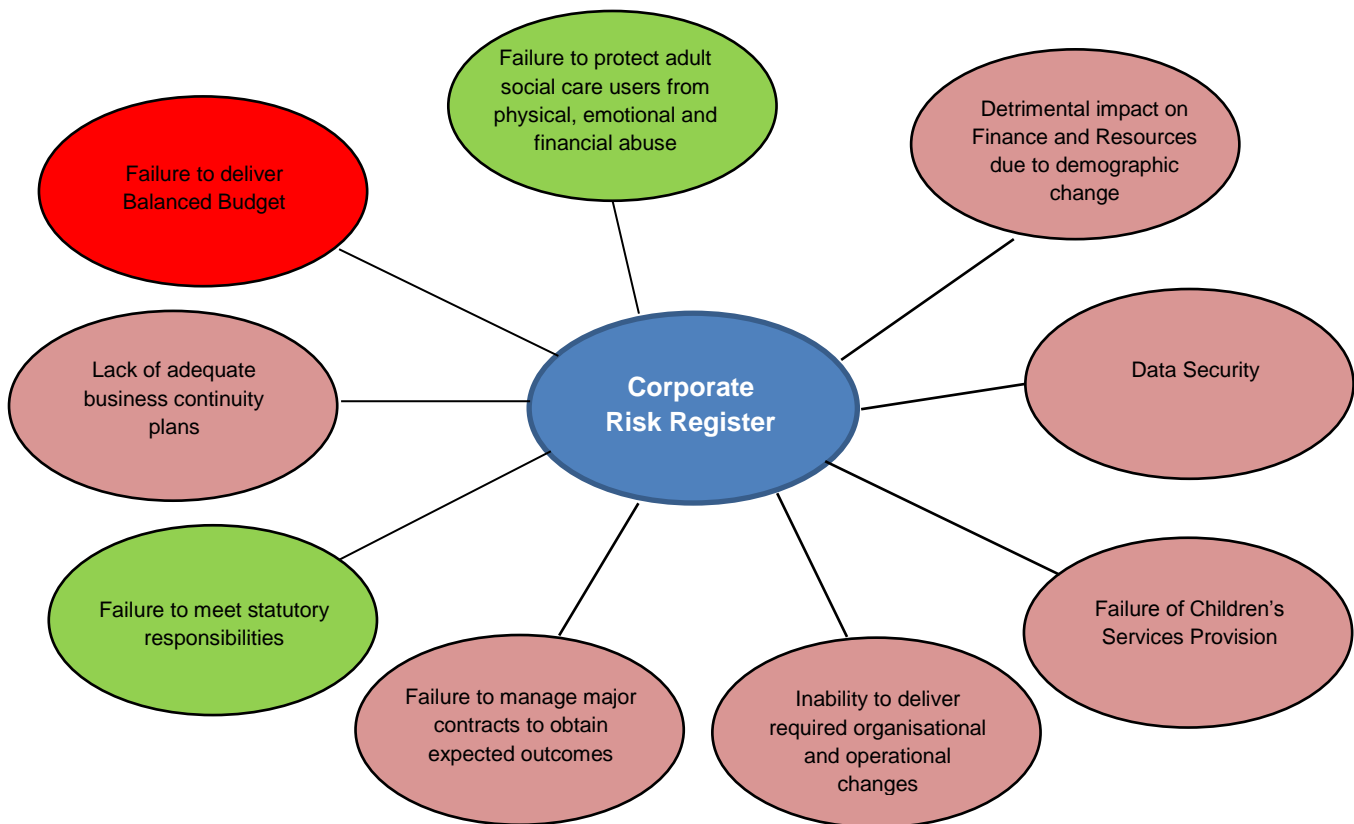 Failure to protect adult
social care users from
physical, emotional and
financial abuse
Detrimental impact on
Finance and Resources
due to demographic
change
Failure to deliver
Balanced Budget
Lack of adequate
business continuity
plans
Corporate
Risk Register
Data Security
Failure to meet statutory
responsibilities
Failure of Children’s
Services Provision
Failure to manage major
contracts to obtain
expected outcomes
Inability to deliver
required organisational
and operational
changes